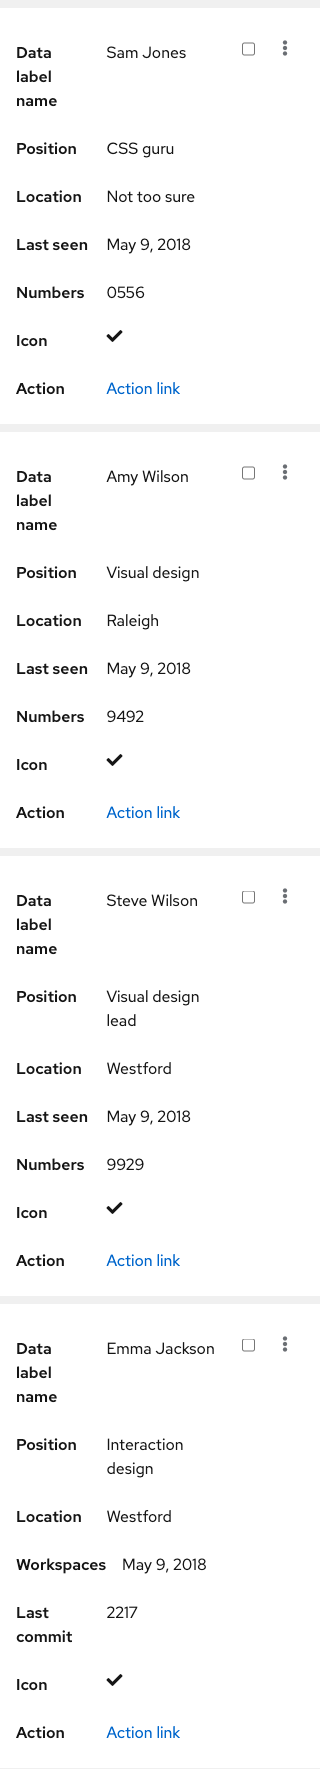 Data label name Sam Jones
Position CSS guru
Location Not too sure
Last seen May 9, 2018
Numbers 0556
Icon
Action Action link
Data label name Amy Wilson
Position Visual design
Location Raleigh
Last seen May 9, 2018
Numbers 9492
Icon
Action Action link
Data label name Steve Wilson
Position Visual design lead
Location Westford
Last seen May 9, 2018
Numbers 9929
Icon
Action Action link
Data label name Emma Jackson
Position Interaction design
Location Westford
Workspaces May 9, 2018
Last commit 2217
Icon
Action Action link